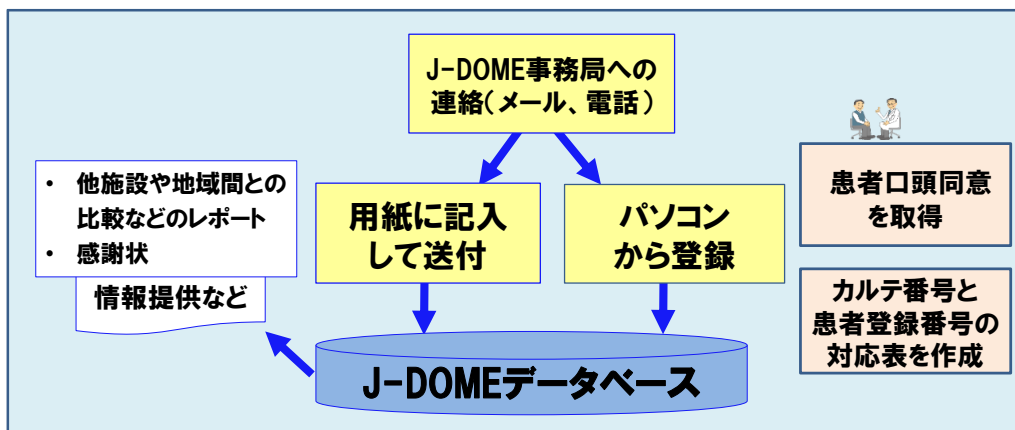 J-DOME事務局への
連絡(メール、電話)
・ 他施設や地域間との
比較などのレポート
・ 感謝状
情報提供など
用紙に記入
して送付
パソコン
から登録
患者口頭同意
を取得
カルテ番号と
患者登録番号の
対応表を作成
J-DOMEデータベース